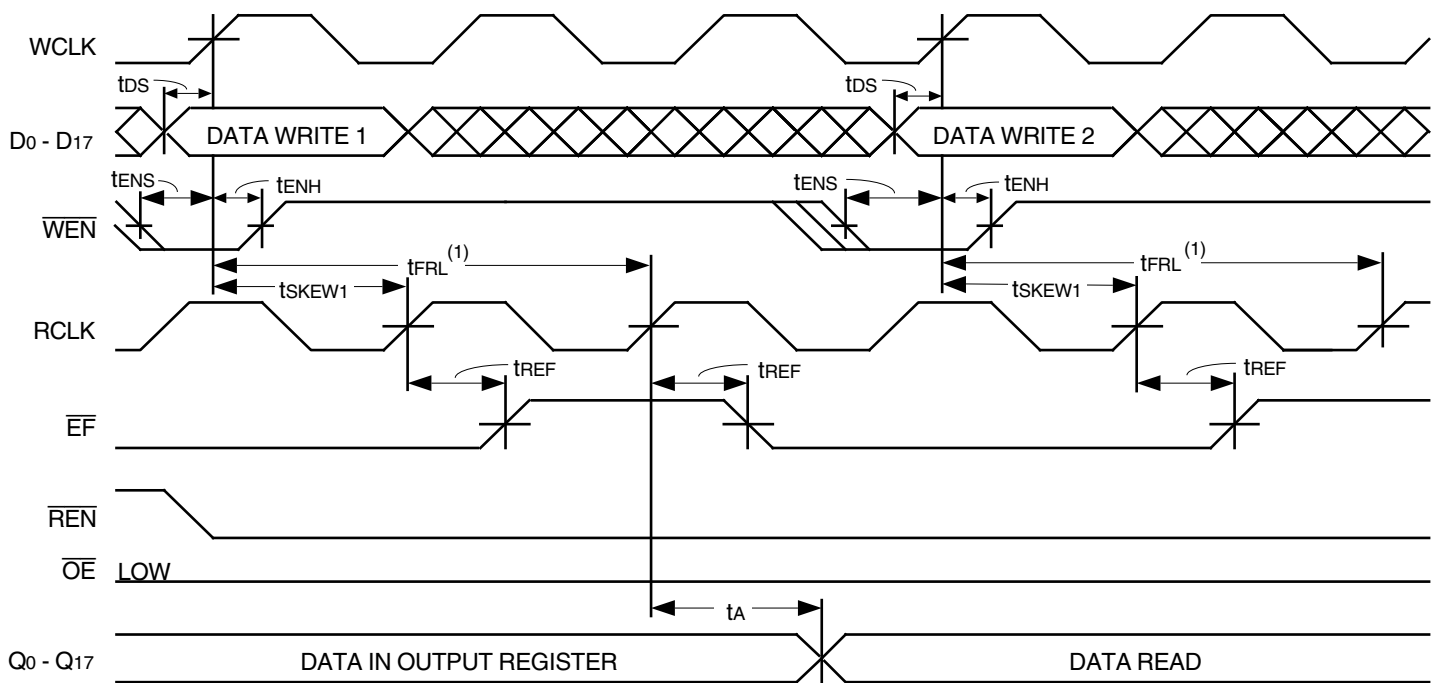 WCLK
tDS tDS
D0 - D17 DATA WRITE 1 DATA WRITE 2
tENS tENH tENS tENH
WEN
tFRL(1) tFRL(1)
tSKEW1 tSKEW1
RCLK
tREF tREF tREF
EF
REN
OE LOW
tA
Q0 - Q17 DATA IN OUTPUT REGISTER DATA READ